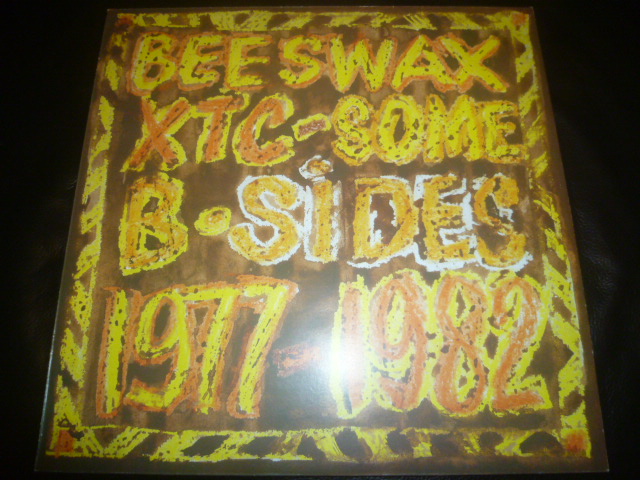 BEESWAX
XTC-SOME
B·SiDES
1977-1982